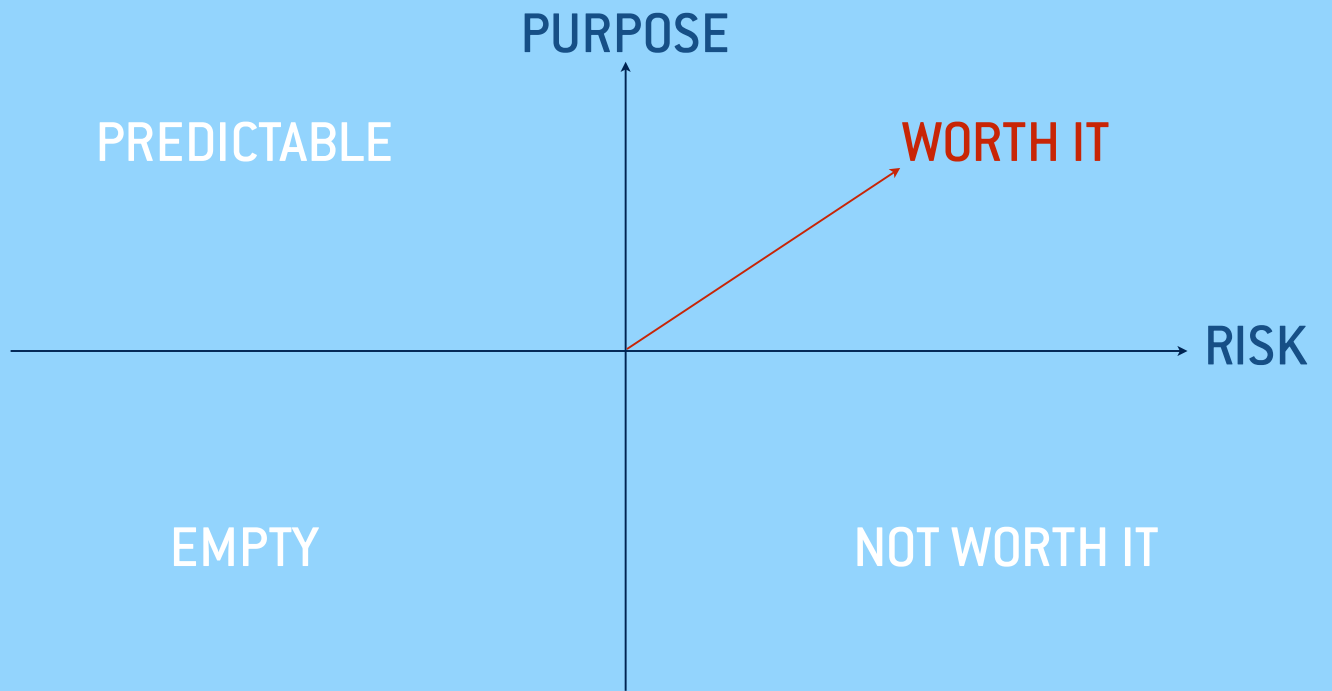 PURPOSE
PREDICTABLE
WORTH IT
RISK
EMPTY
NOT WORTH IT